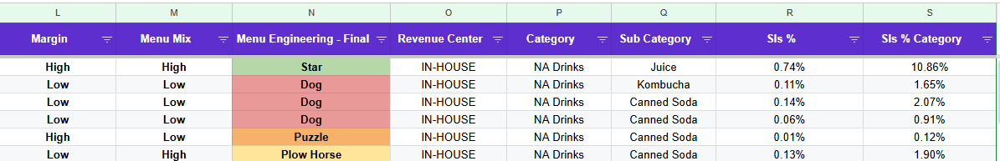 L M N O P Q R S
Margin Menu Mix Menu Engineering - Final Revenue Center Category Sub Category Sls % Sls % Category
High High Star IN-HOUSE NA Drinks Juice 0.74% 10.86%
Low Low Dog IN-HOUSE NA Drinks Kombucha 0.11% 1.65%
Low Low Dog IN-HOUSE NA Drinks Canned Soda 0.14% 2.07%
Low Low Dog IN-HOUSE NA Drinks Canned Soda 0.06% 0.91%
High Low Puzzle IN-HOUSE NA Drinks Canned Soda 0.01% 0.12%
Low High Plow Horse IN-HOUSE NA Drinks Canned Soda 0.13% 1.90%